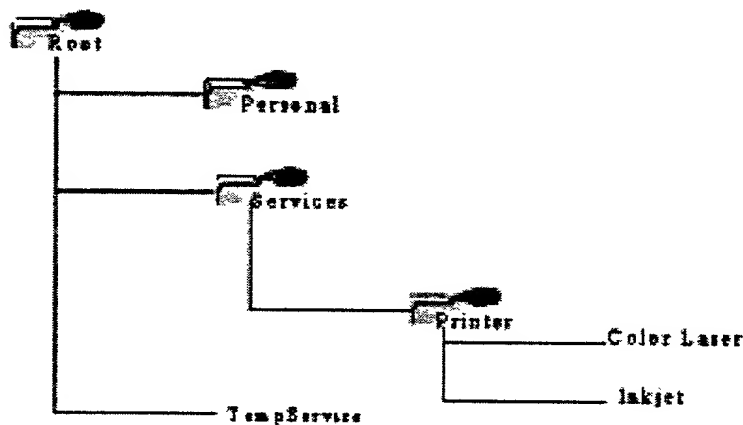 Root
Personal
Services
Printer
Color Laser
Inkjet
TempService